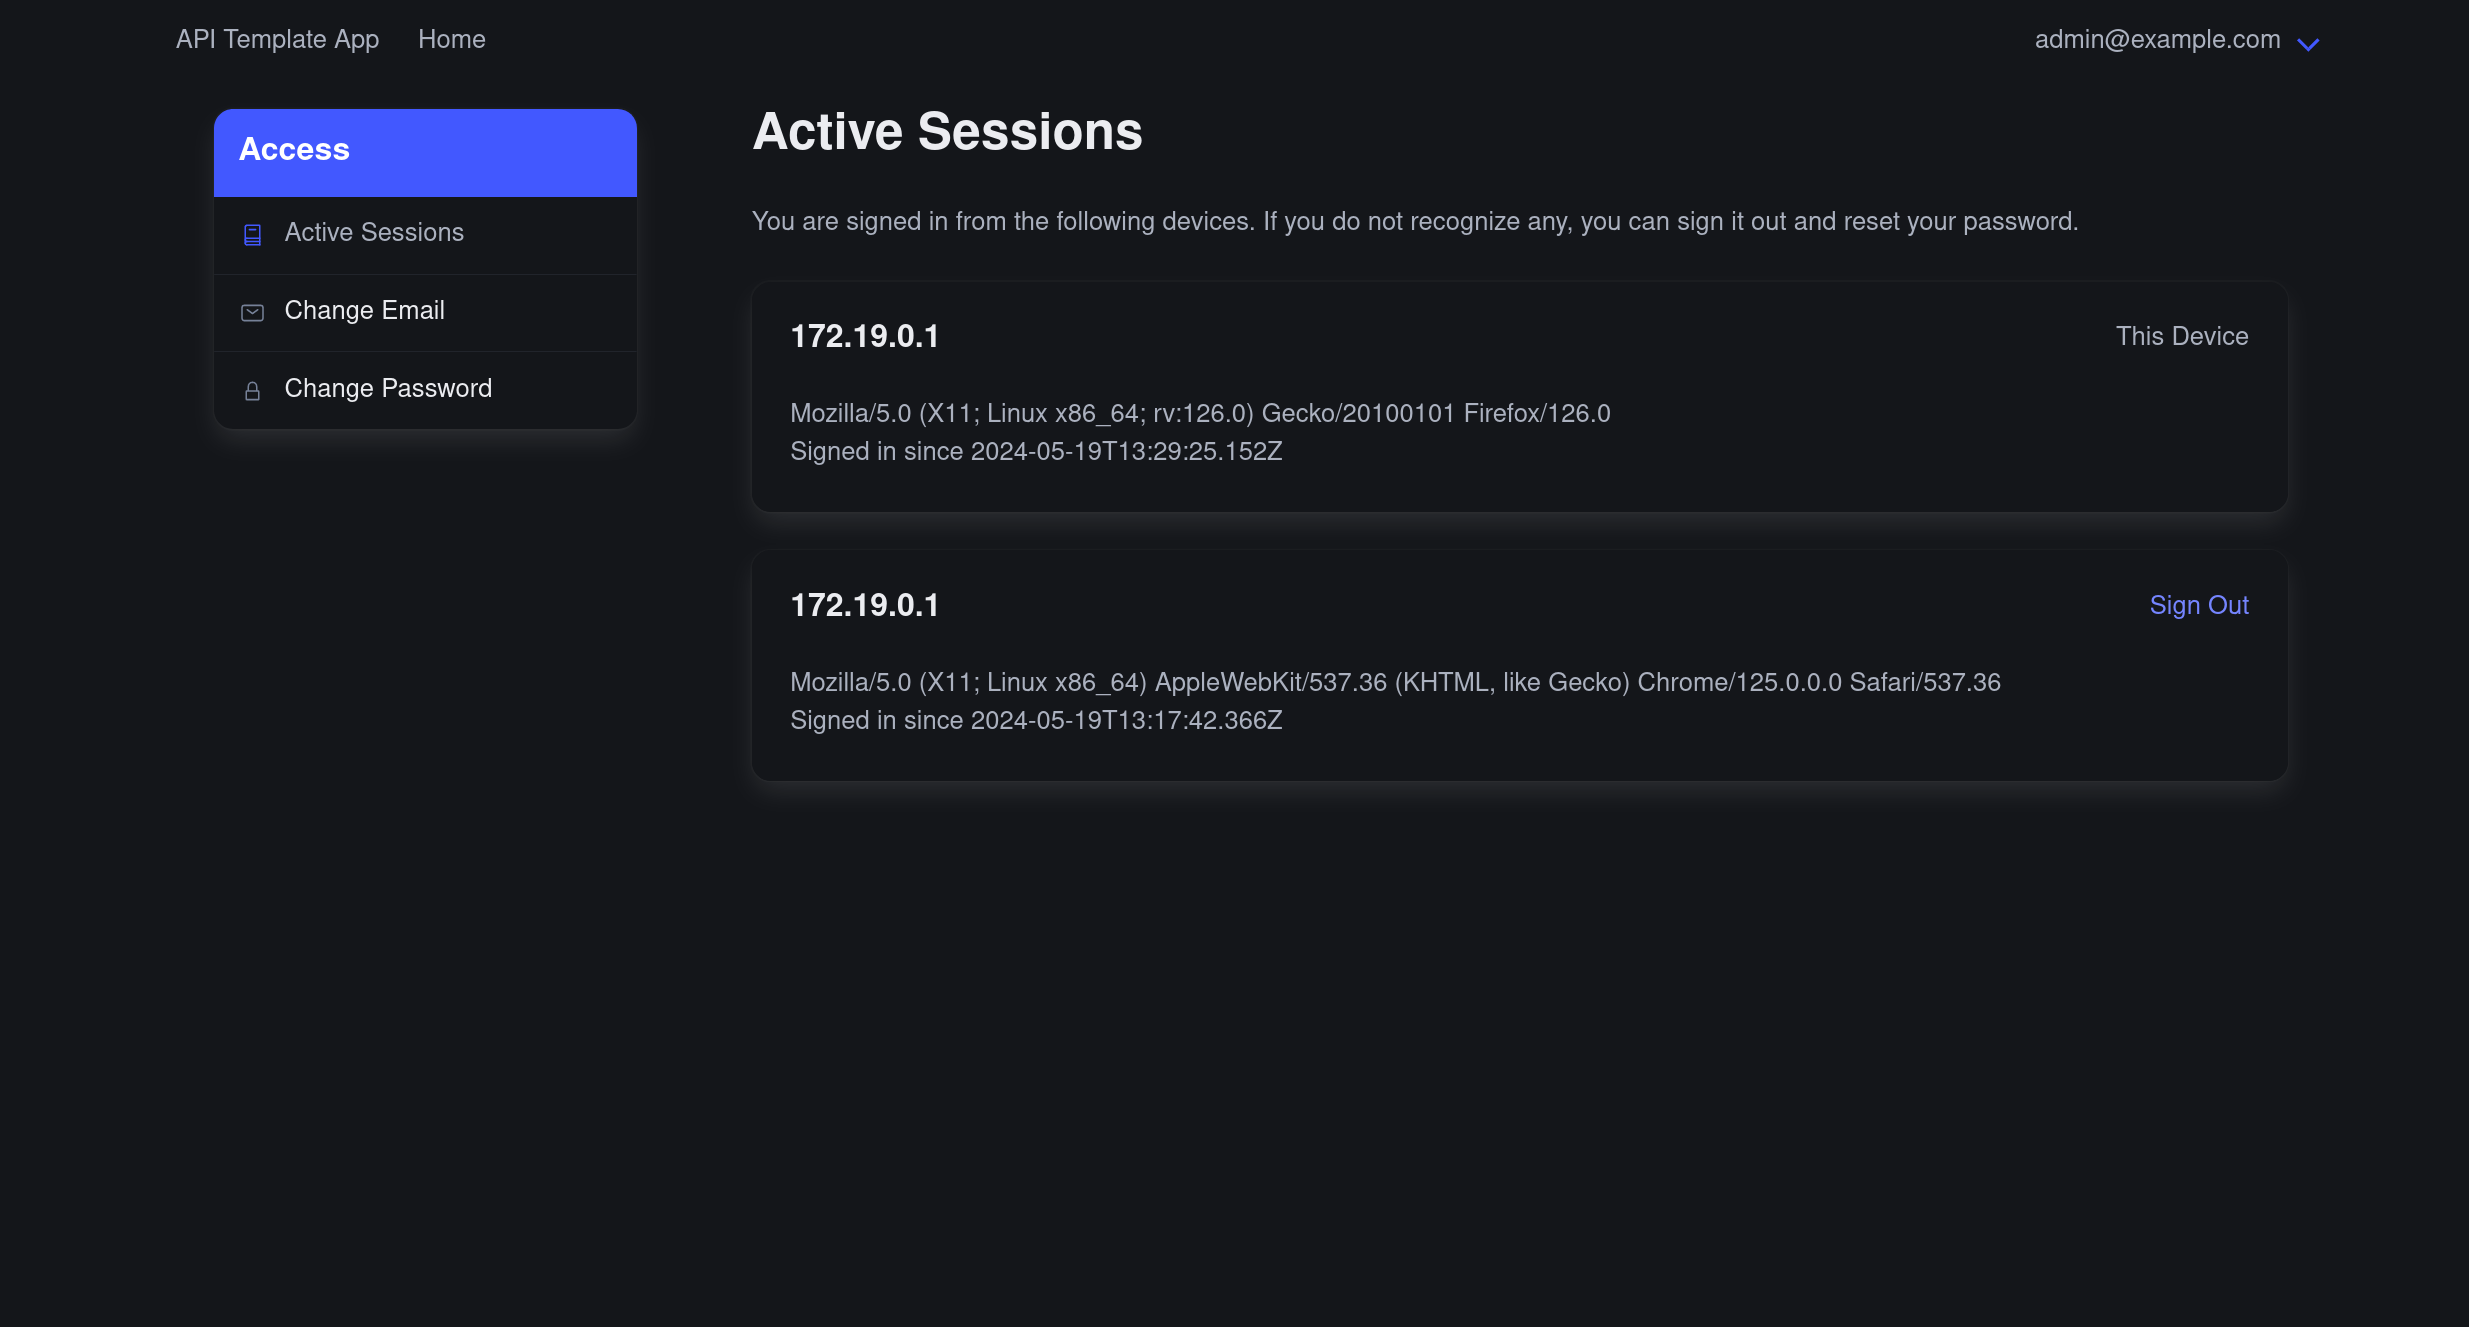 API Template App Home admin@example.com
Access
Active Sessions
Change Email
Change Password
Active Sessions
You are signed in from the following devices. If you do not recognize any, you can sign it out and reset your password.
172.19.0.1 This Device
Mozilla/5.0 (X11; Linux x86_64; rv:126.0) Gecko/20100101 Firefox/126.0
Signed in since 2024-05-19T13:29:25.152Z
172.19.0.1 Sign Out
Mozilla/5.0 (X11; Linux x86_64) AppleWebKit/537.36 (KHTML, like Gecko) Chrome/125.0.0.0 Safari/537.36
Signed in since 2024-05-19T13:17:42.366Z